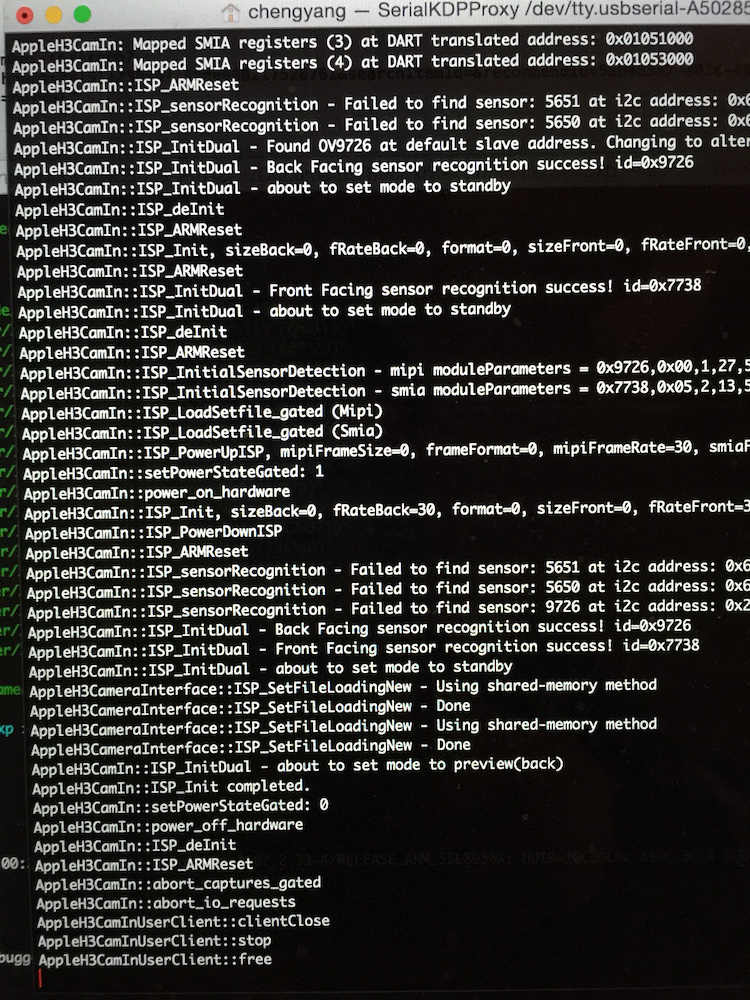 chengyang — SerialKDPProxy /dev/tty.usbserial-A50285
AppleH3CamIn: Mapped SMIA registers (3) at DART translated address: 0x01051000
AppleH3CamIn: Mapped SMIA registers (4) at DART translated address: 0x01053000
AppleH3CamIn::ISP_ARMReset
AppleH3CamIn::ISP_sensorRecognition - Failed to find sensor: 5651 at i2c address: 0x6
AppleH3CamIn::ISP_sensorRecognition - Failed to find sensor: 5650 at i2c address: 0x6
AppleH3CamIn::ISP_InitDual - Found OV9726 at default slave address. Changing to alter
AppleH3CamIn::ISP_InitDual - Back Facing sensor recognition success! id=0x9726
AppleH3CamIn::ISP_InitDual - about to set mode to standby
AppleH3CamIn::ISP_deInit
AppleH3CamIn::ISP_ARMReset
AppleH3CamIn::ISP_Init, sizeBack=0, fRateBack=0, format=0, sizeFront=0, fRateFront=0,
AppleH3CamIn::ISP_ARMReset
AppleH3CamIn::ISP_InitDual - Front Facing sensor recognition success! id=0x7738
AppleH3CamIn::ISP_InitDual - about to set mode to standby
AppleH3CamIn::ISP_deInit
AppleH3CamIn::ISP_ARMReset
AppleH3CamIn::ISP_InitialSensorDetection - mipi moduleParameters = 0x9726,0x00,1,27,5
AppleH3CamIn::ISP_InitialSensorDetection - smia moduleParameters = 0x7738,0x05,2,13,5
AppleH3CamIn::ISP_LoadSetfile_gated (Mipi)
AppleH3CamIn::ISP_LoadSetfile_gated (Smia)
AppleH3CamIn::ISP_PowerUpISP, mipiFrameSize=0, frameFormat=0, mipiFrameRate=30, smiaF
AppleH3CamIn::setPowerStateGated: 1
AppleH3CamIn::power_on_hardware
AppleH3CamIn::ISP_Init, sizeBack=0, fRateBack=30, format=0, sizeFront=0, fRateFront=3
AppleH3CamIn::ISP_PowerDownISP
AppleH3CamIn::ISP_ARMReset
AppleH3CamIn::ISP_sensorRecognition - Failed to find sensor: 5651 at i2c address: 0x6
AppleH3CamIn::ISP_sensorRecognition - Failed to find sensor: 5650 at i2c address: 0x6
AppleH3CamIn::ISP_sensorRecognition - Failed to find sensor: 9726 at i2c address: 0x2
AppleH3CamIn::ISP_InitDual - Back Facing sensor recognition success! id=0x9726
AppleH3CamIn::ISP_InitDual - Front Facing sensor recognition success! id=0x7738
AppleH3CamIn::ISP_InitDual - about to set mode to standby
AppleH3CameraInterface::ISP_SetFileLoadingNew - Using shared-memory method
AppleH3CameraInterface::ISP_SetFileLoadingNew - Done
AppleH3CameraInterface::ISP_SetFileLoadingNew - Using shared-memory method
AppleH3CameraInterface::ISP_SetFileLoadingNew - Done
AppleH3CamIn::ISP_InitDual - about to set mode to preview(back)
AppleH3CamIn::ISP_Init completed.
AppleH3CamIn::setPowerStateGated: 0
AppleH3CamIn::power_off_hardware
AppleH3CamIn::ISP_deInit
AppleH3CamIn::ISP_ARMReset
AppleH3CamIn::abort_captures_gated
AppleH3CamIn::abort_io_requests
AppleH3CamInUserClient::clientClose
AppleH3CamInUserClient::stop
AppleH3CamInUserClient::free